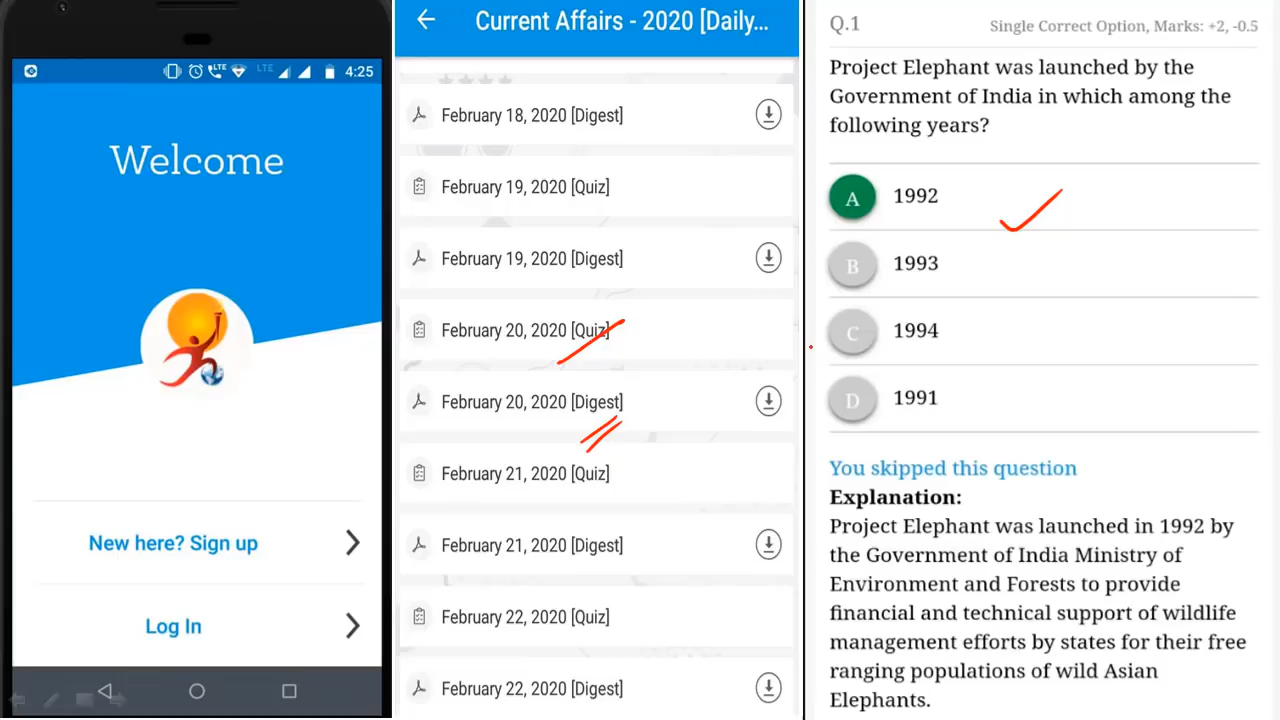 LTE LTE 4:25
Welcome
New here? Sign up
Log In
Current Affairs - 2020 [Daily...
February 18, 2020 [Digest]
February 19, 2020 [Quiz]
February 19, 2020 [Digest]
February 20, 2020 [Quiz]
February 20, 2020 [Digest]
February 21, 2020 [Quiz]
February 21, 2020 [Digest]
February 22, 2020 [Quiz]
February 22, 2020 [Digest]
Q.1 Single Correct Option, Marks: +2, -0.5
Project Elephant was launched by the
Government of India in which among the
following years?
A 1992
B 1993
C 1994
D 1991
You skipped this question
Explanation:
Project Elephant was launched in 1992 by
the Government of India Ministry of
Environment and Forests to provide
financial and technical support of wildlife
management efforts by states for their free
ranging populations of wild Asian
Elephants.